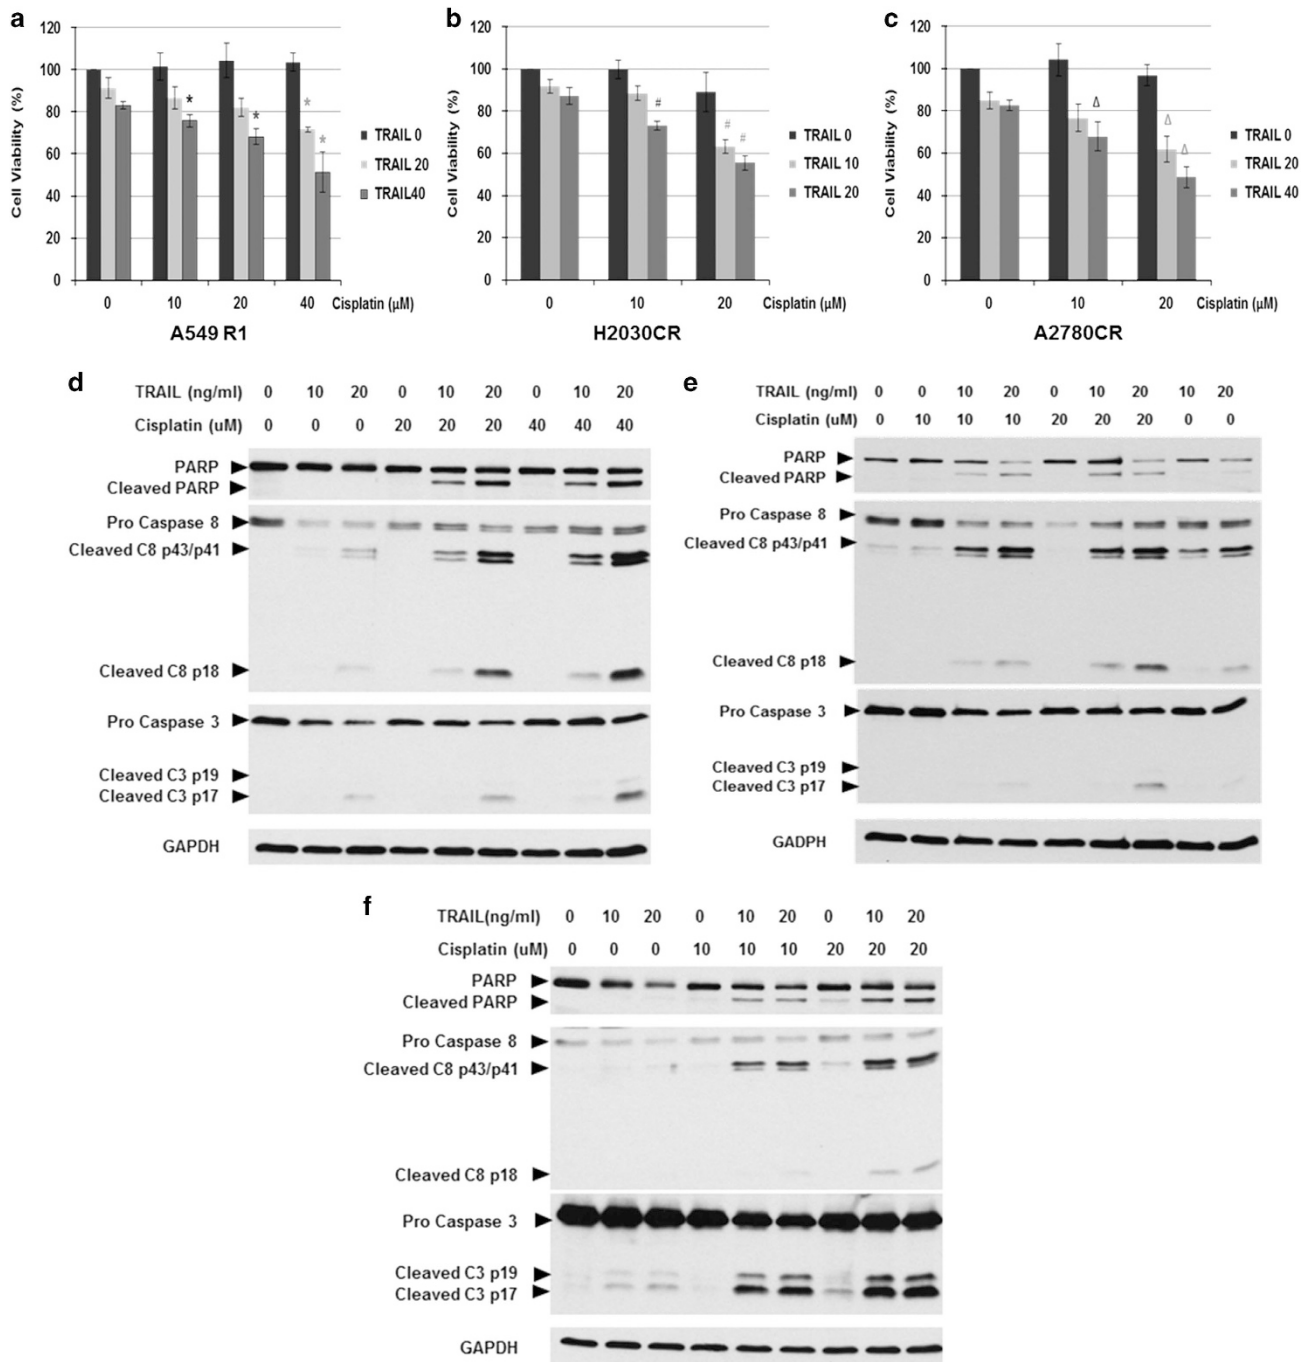 a
120
100
80
60
40
20
0
Cell Viability (%)
*
*
*
*
TRAIL 0
TRAIL 20
TRAIL40
0 10 20 40 Cisplatin (µM)
A549 R1
b
120
100
80
60
40
20
0
Cell Viability (%)
#
#
#
TRAIL 0
TRAIL 10
TRAIL 20
0 10 20 Cisplatin (µM)
H2030CR
c
120
100
80
60
40
20
0
Cell Viability (%)
Δ
Δ
Δ
TRAIL 0
TRAIL 20
TRAIL 40
0 10 20 Cisplatin (µM)
A2780CR
d
TRAIL (ng/ml) 0 10 20 0 10 20 0 10 20
Cisplatin (uM) 0 0 0 20 20 20 40 40 40
PARP
Cleaved PARP
Pro Caspase 8
Cleaved C8 p43/p41
Cleaved C8 p18
Pro Caspase 3
Cleaved C3 p19
Cleaved C3 p17
GAPDH
e
TRAIL (ng/ml) 0 0 10 20 0 10 20 10 20
Cisplatin (uM) 0 10 10 10 20 20 20 0 0
PARP
Cleaved PARP
Pro Caspase 8
Cleaved C8 p43/p41
Cleaved C8 p18
Pro Caspase 3
Cleaved C3 p19
Cleaved C3 p17
GADPH
f
TRAIL(ng/ml) 0 10 20 0 10 20 0 10 20
Cisplatin (uM) 0 0 0 10 10 10 20 20 20
PARP
Cleaved PARP
Pro Caspase 8
Cleaved C8 p43/p41
Cleaved C8 p18
Pro Caspase 3
Cleaved C3 p19
Cleaved C3 p17
GAPDH